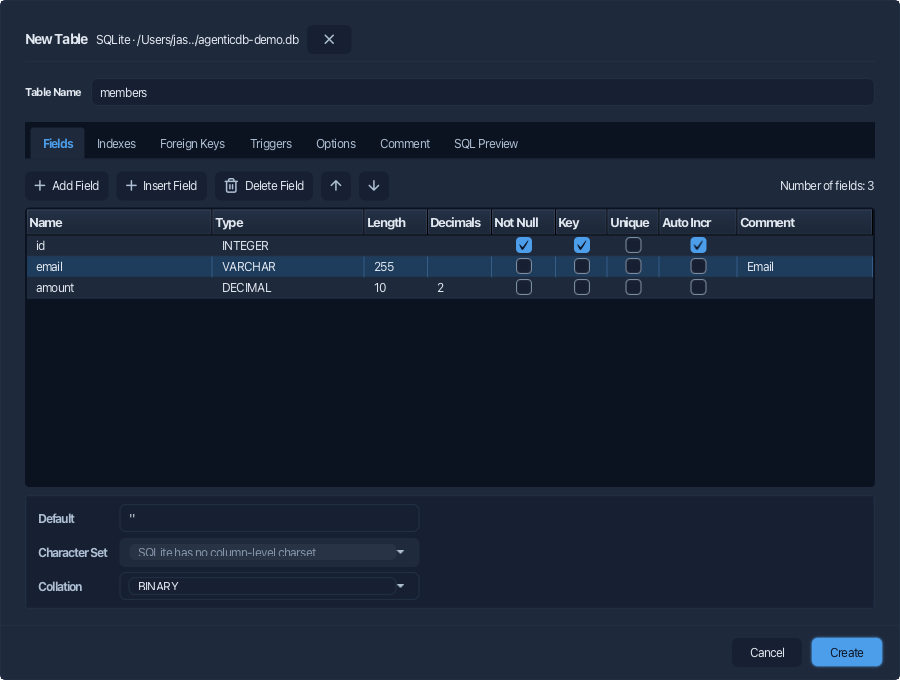 New Table SQLite · /Users/jas../agenticdb-demo.db
Table Name members
Fields Indexes Foreign Keys Triggers Options Comment SQL Preview
Add Field Insert Field Delete Field Number of fields: 3
Name Type Length Decimals Not Null Key Unique Auto Incr Comment
id INTEGER
email VARCHAR 255 Email
amount DECIMAL 10 2
Default ''
Character Set SQLite has no column-level charset
Collation BINARY
Cancel Create